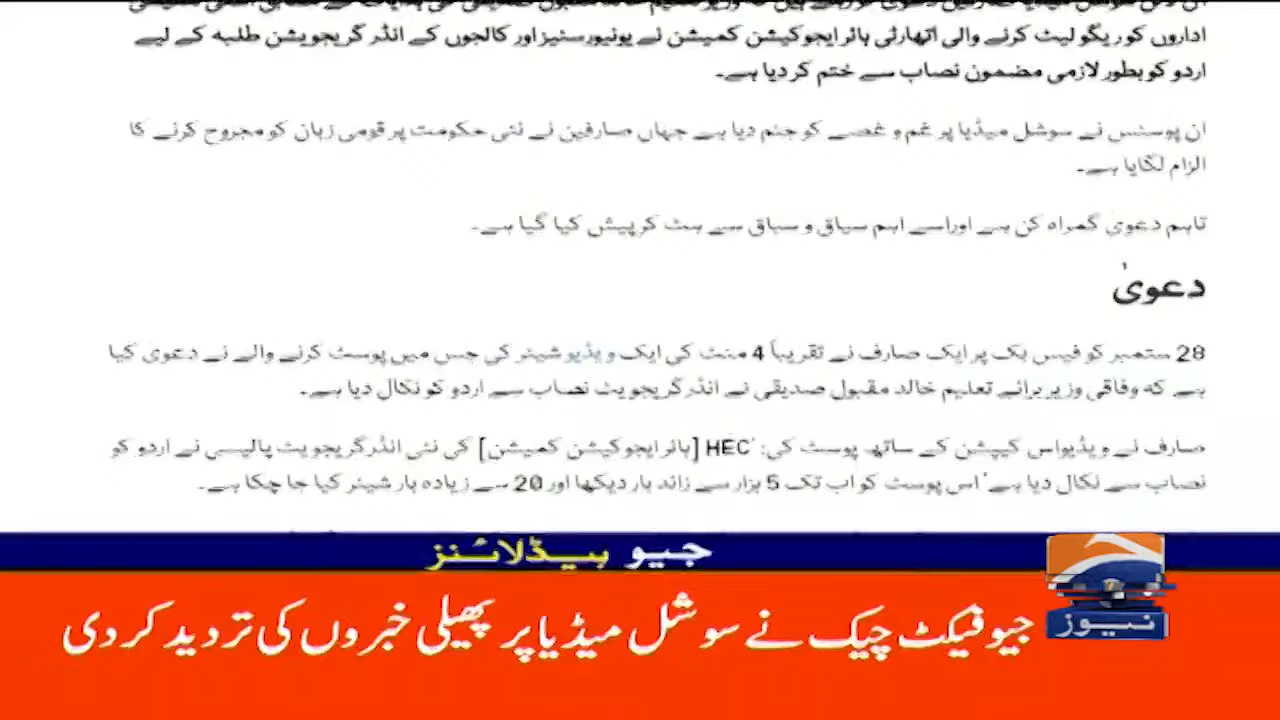 اداروں کو ریگولیٹ کرنے والی اتھارٹی ہائر ایجوکیشن کمیشن نے یونیورسٹیز اور کالجوں کے انڈر گریجویشن طلبہ کے لیے
اردو کو بطور لازمی مضمون نصاب سے ختم کر دیا ہے۔
ان پوسٹس نے سوشل میڈیا پر غم و غصے کو جنم دیا ہے جہاں صارفین نے نئی حکومت پر قومی زبان کو مجروح کرنے کا
الزام لگایا ہے۔
تاہم دعویٰ گمراہ کن ہے اور اسے اہم سیاق و سباق سے ہٹ کر پیش کیا گیا ہے۔
دعویٰ
28 ستمبر کو فیس بک پر ایک صارف نے تقریباً 4 منٹ کی ایک ویڈیو شیئر کی جس میں پوسٹ کرنے والے نے دعویٰ کیا
ہے کہ وفاقی وزیر برائے تعلیم خالد مقبول صدیقی نے انڈر گریجویٹ نصاب سے اردو کو نکال دیا ہے۔
صارف نے ویڈیو اس کیپشن کے ساتھ پوسٹ کی: ’HEC [ہائر ایجوکیشن کمیشن] کی نئی انڈر گریجویٹ پالیسی نے اردو کو
نصاب سے نکال دیا ہے‘ اس پوسٹ کو اب تک 5 ہزار سے زائد بار دیکھا اور 20 سے زیادہ بار شیئر کیا جا چکا ہے۔
جیو ہیڈلائنز
جیو فیکٹ چیک نے سوشل میڈیا پر پھیلی خبروں کی تردید کر دی
نیوز